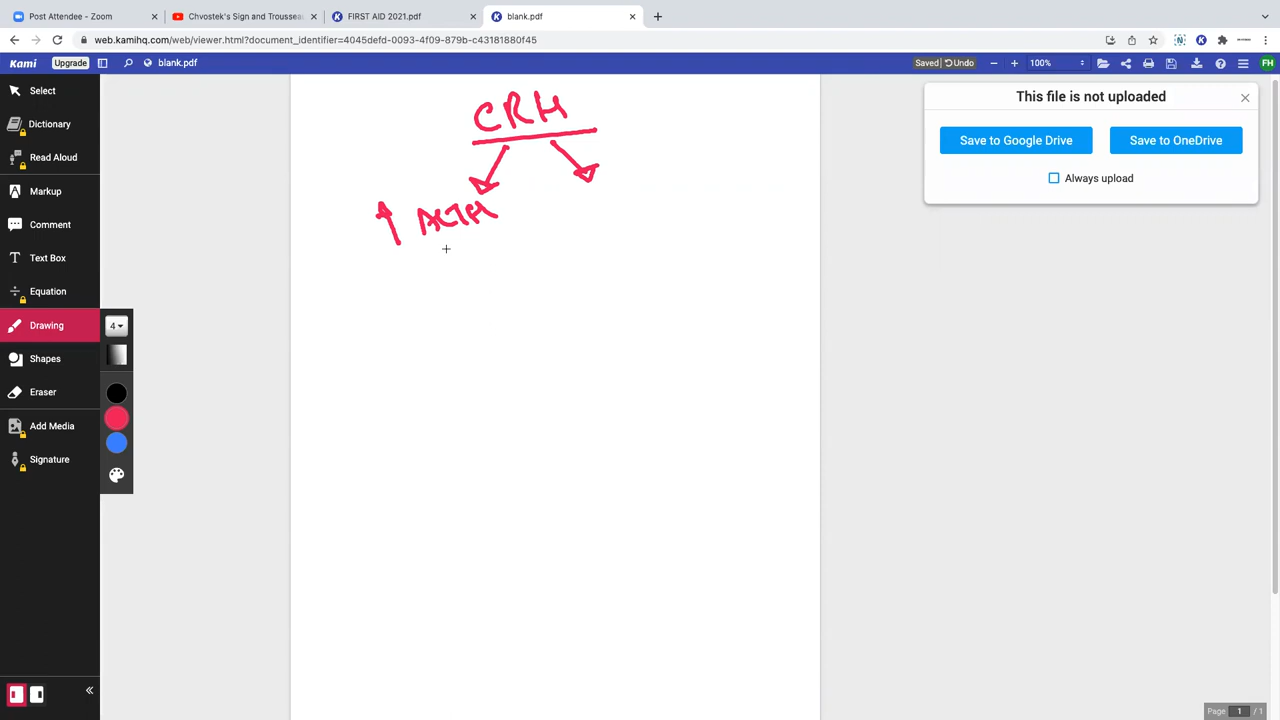 Post Attendee - Zoom
Chvostek's Sign and Trousseau
FIRST AID 2021.pdf
blank.pdf
web.kamihq.com/web/viewer.html?document_identifier=4045defd-0093-4f09-879b-c43181880f45
Kami
Upgrade
blank.pdf
Saved
Undo
100%
FH
Select
Dictionary
Read Aloud
Markup
Comment
Text Box
Equation
Drawing
4
Shapes
Eraser
Add Media
Signature
CRH
ACTH
This file is not uploaded
Save to Google Drive
Save to OneDrive
Always upload
Page 1 / 1